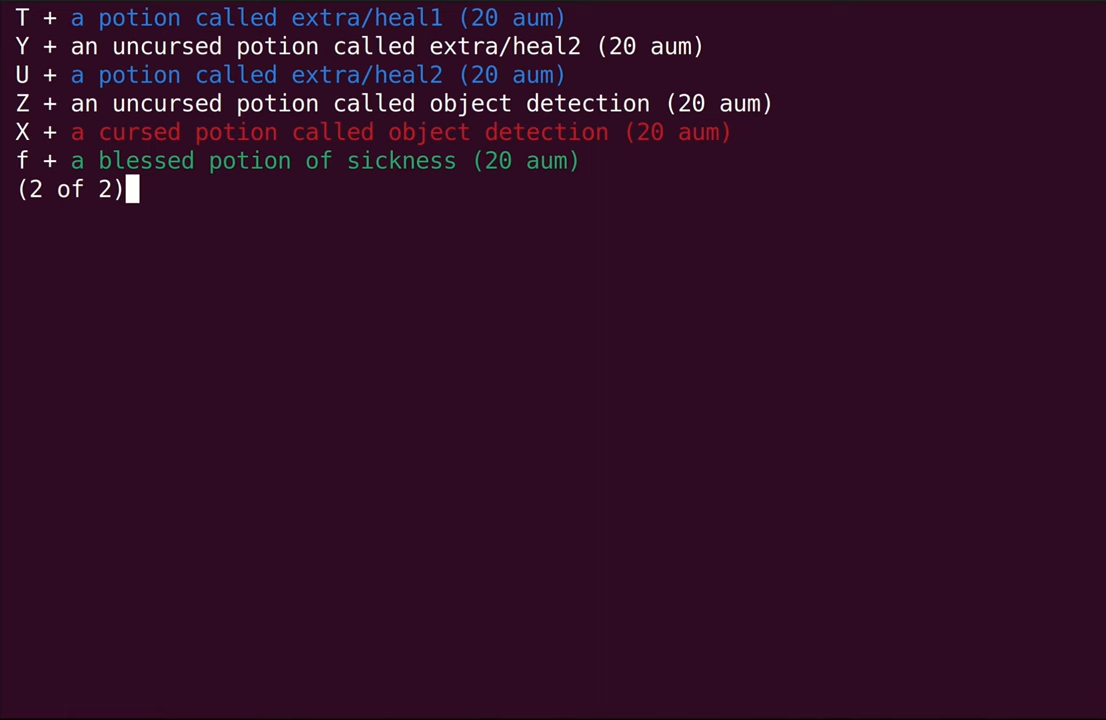 T + a potion called extra/heal1 (20 aum)
Y + an uncursed potion called extra/heal2 (20 aum)
U + a potion called extra/heal2 (20 aum)
Z + an uncursed potion called object detection (20 aum)
X + a cursed potion called object detection (20 aum)
f + a blessed potion of sickness (20 aum)
(2 of 2)